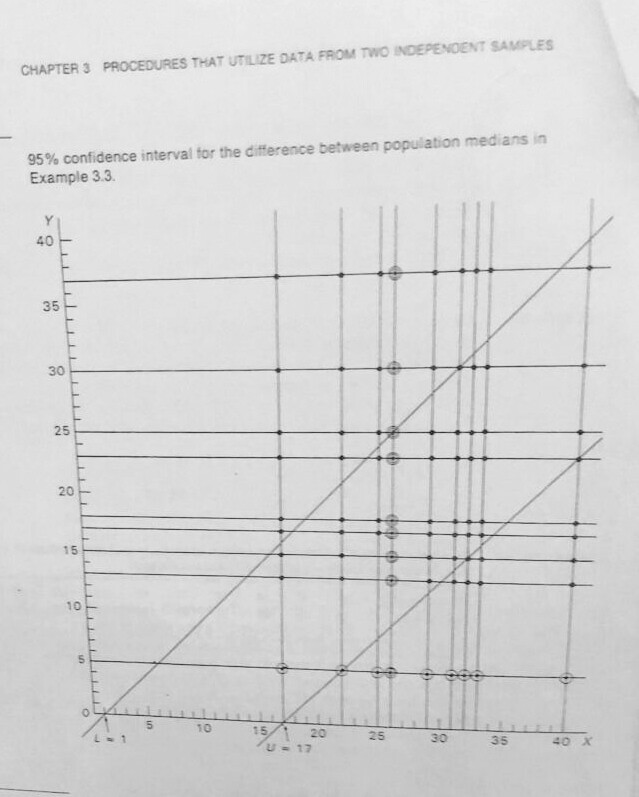 CHAPTER 3 PROCEDURES THAT UTILIZE DATA FROM TWO INDEPENDENT SAMPLES
95% confidence interval for the difference between population medians in
Example 3.3.
Y
40
35
30
25
20
15
10
5
0
5 10 15 20 25 30 35 40 X
L = 1 U = 17